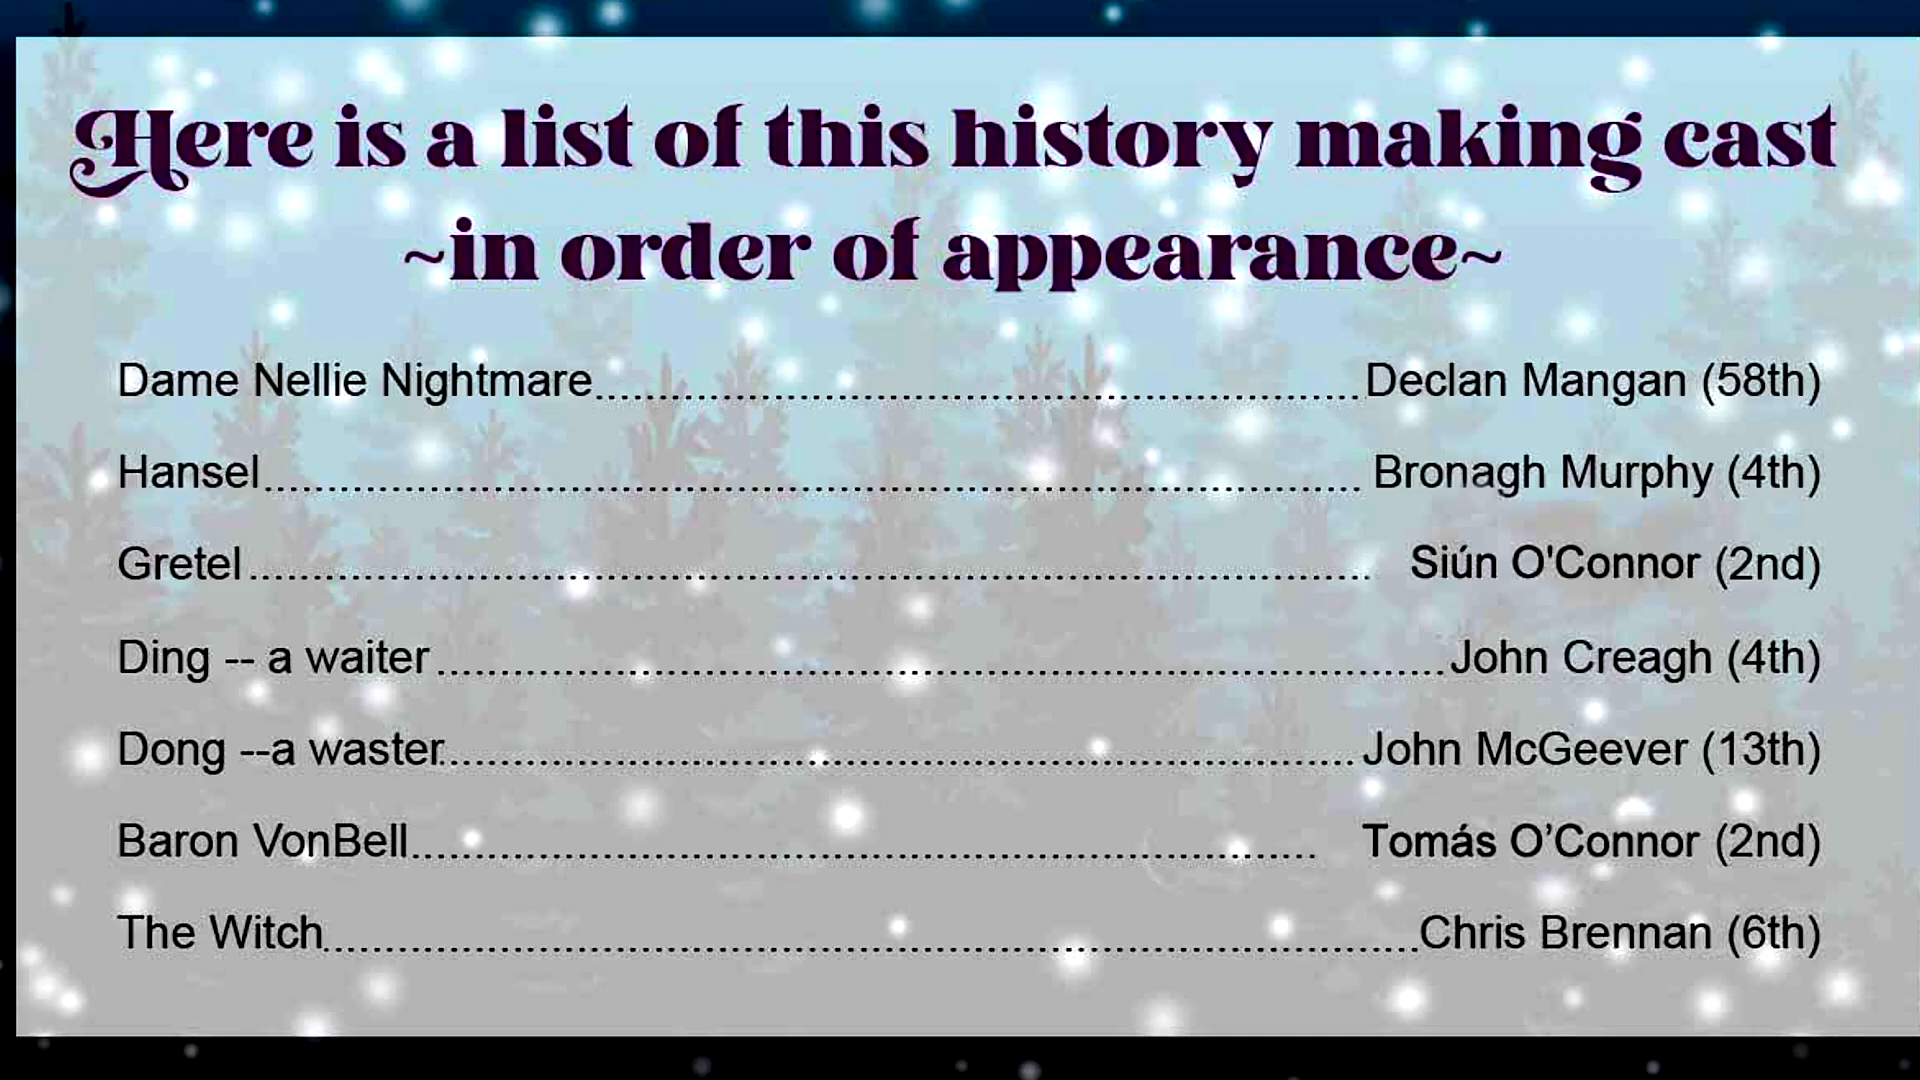 Here is a list of this history making cast
~in order of appearance~
Dame Nellie Nightmare..........................................................Declan Mangan (58th)
Hansel.......................................................................................... Bronagh Murphy (4th)
Gretel.......................................................................................... Siún O'Connor (2nd)
Ding -- a waiter ................................................................................John Creagh (4th)
Dong --a waster.........................................................................John McGeever (13th)
Baron VonBell......................................................................... Tomás O’Connor (2nd)
The Witch.......................................................................................Chris Brennan (6th)